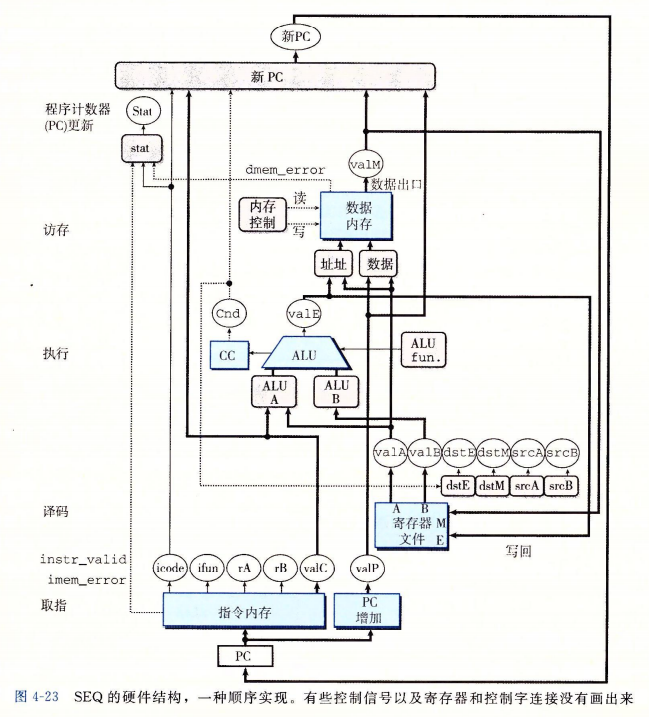 新PC
新 PC
程序计数器
(PC)更新
Stat
stat
dmem_error
valM
数据出口
读
内存
控制
写
数据
内存
访存
址址
数据
Cnd
valE
执行
CC
ALU
ALU
fun.
ALU
A
ALU
B
valA
valB
dstE
dstM
srcA
srcB
dstE
dstM
srcA
srcB
译码
A
B
寄存器
M
文件
E
写回
instr_valid
imem_error
icode
ifun
rA
rB
valC
valP
取指
指令内存
PC
增加
PC
图 4-23 SEQ 的硬件结构，一种顺序实现。有些控制信号以及寄存器和控制字连接没有画出来